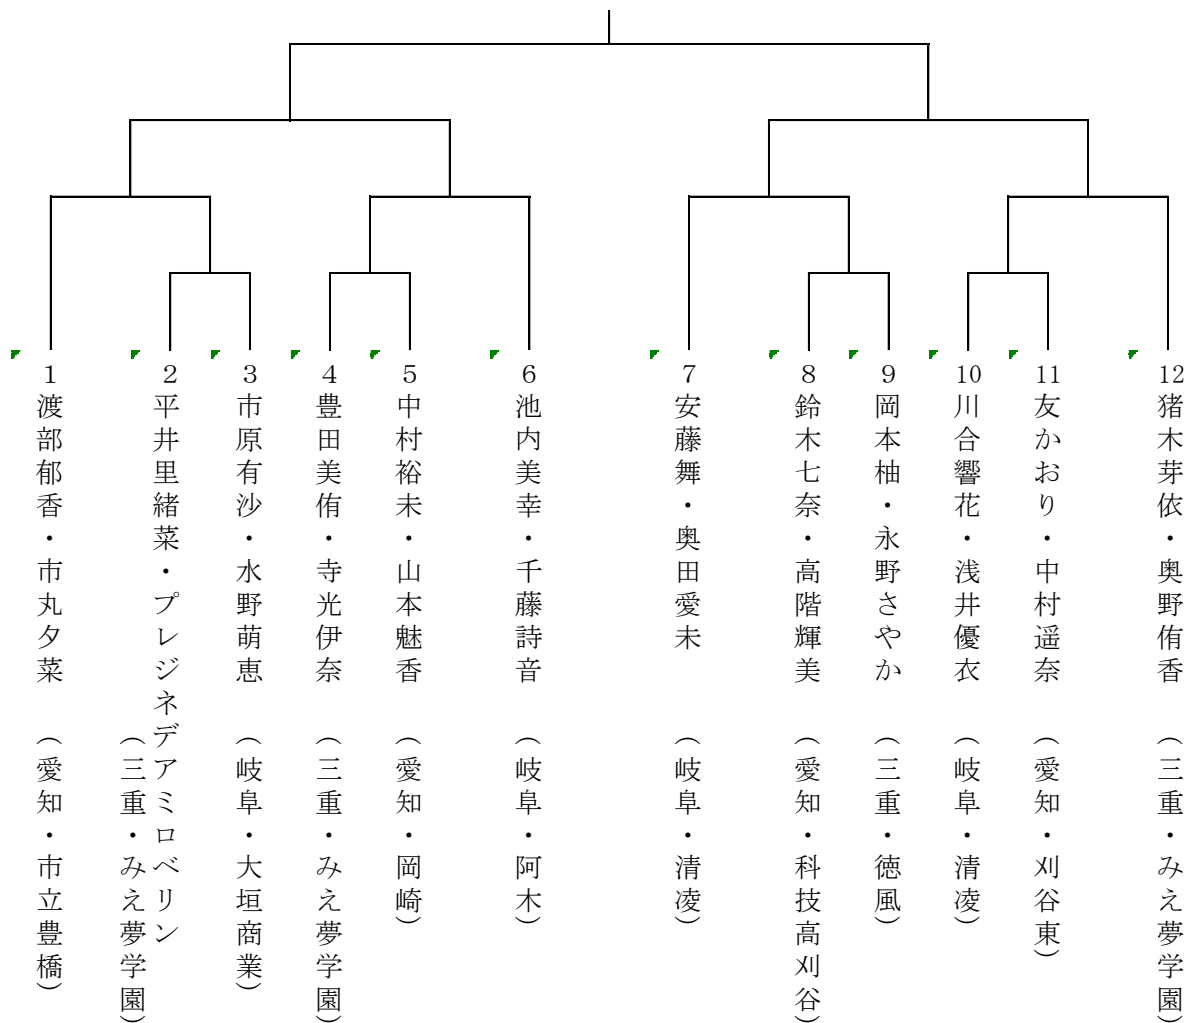 1 渡部郁香・市丸夕菜 (愛知・市立豊橋)
2 平井里緒菜・プレジネデアミロベリン
(三重・みえ夢学園)
3 市原有沙・水野萌恵 (岐阜・大垣商業)
4 豊田美侑・寺光伊奈 (三重・みえ夢学園)
5 中村裕未・山本魅香 (愛知・岡崎)
6 池内美幸・千藤詩音 (岐阜・阿木)
7 安藤舞・奥田愛未 (岐阜・清凌)
8 鈴木七奈・高階輝美 (愛知・科技高刈谷)
9 岡本柚・永野さやか (三重・徳風)
10 川合響花・浅井優衣 (岐阜・清凌)
11 友かおり・中村遥奈 (愛知・刈谷東)
12 猪木芽依・奥野侑香 (三重・みえ夢学園)